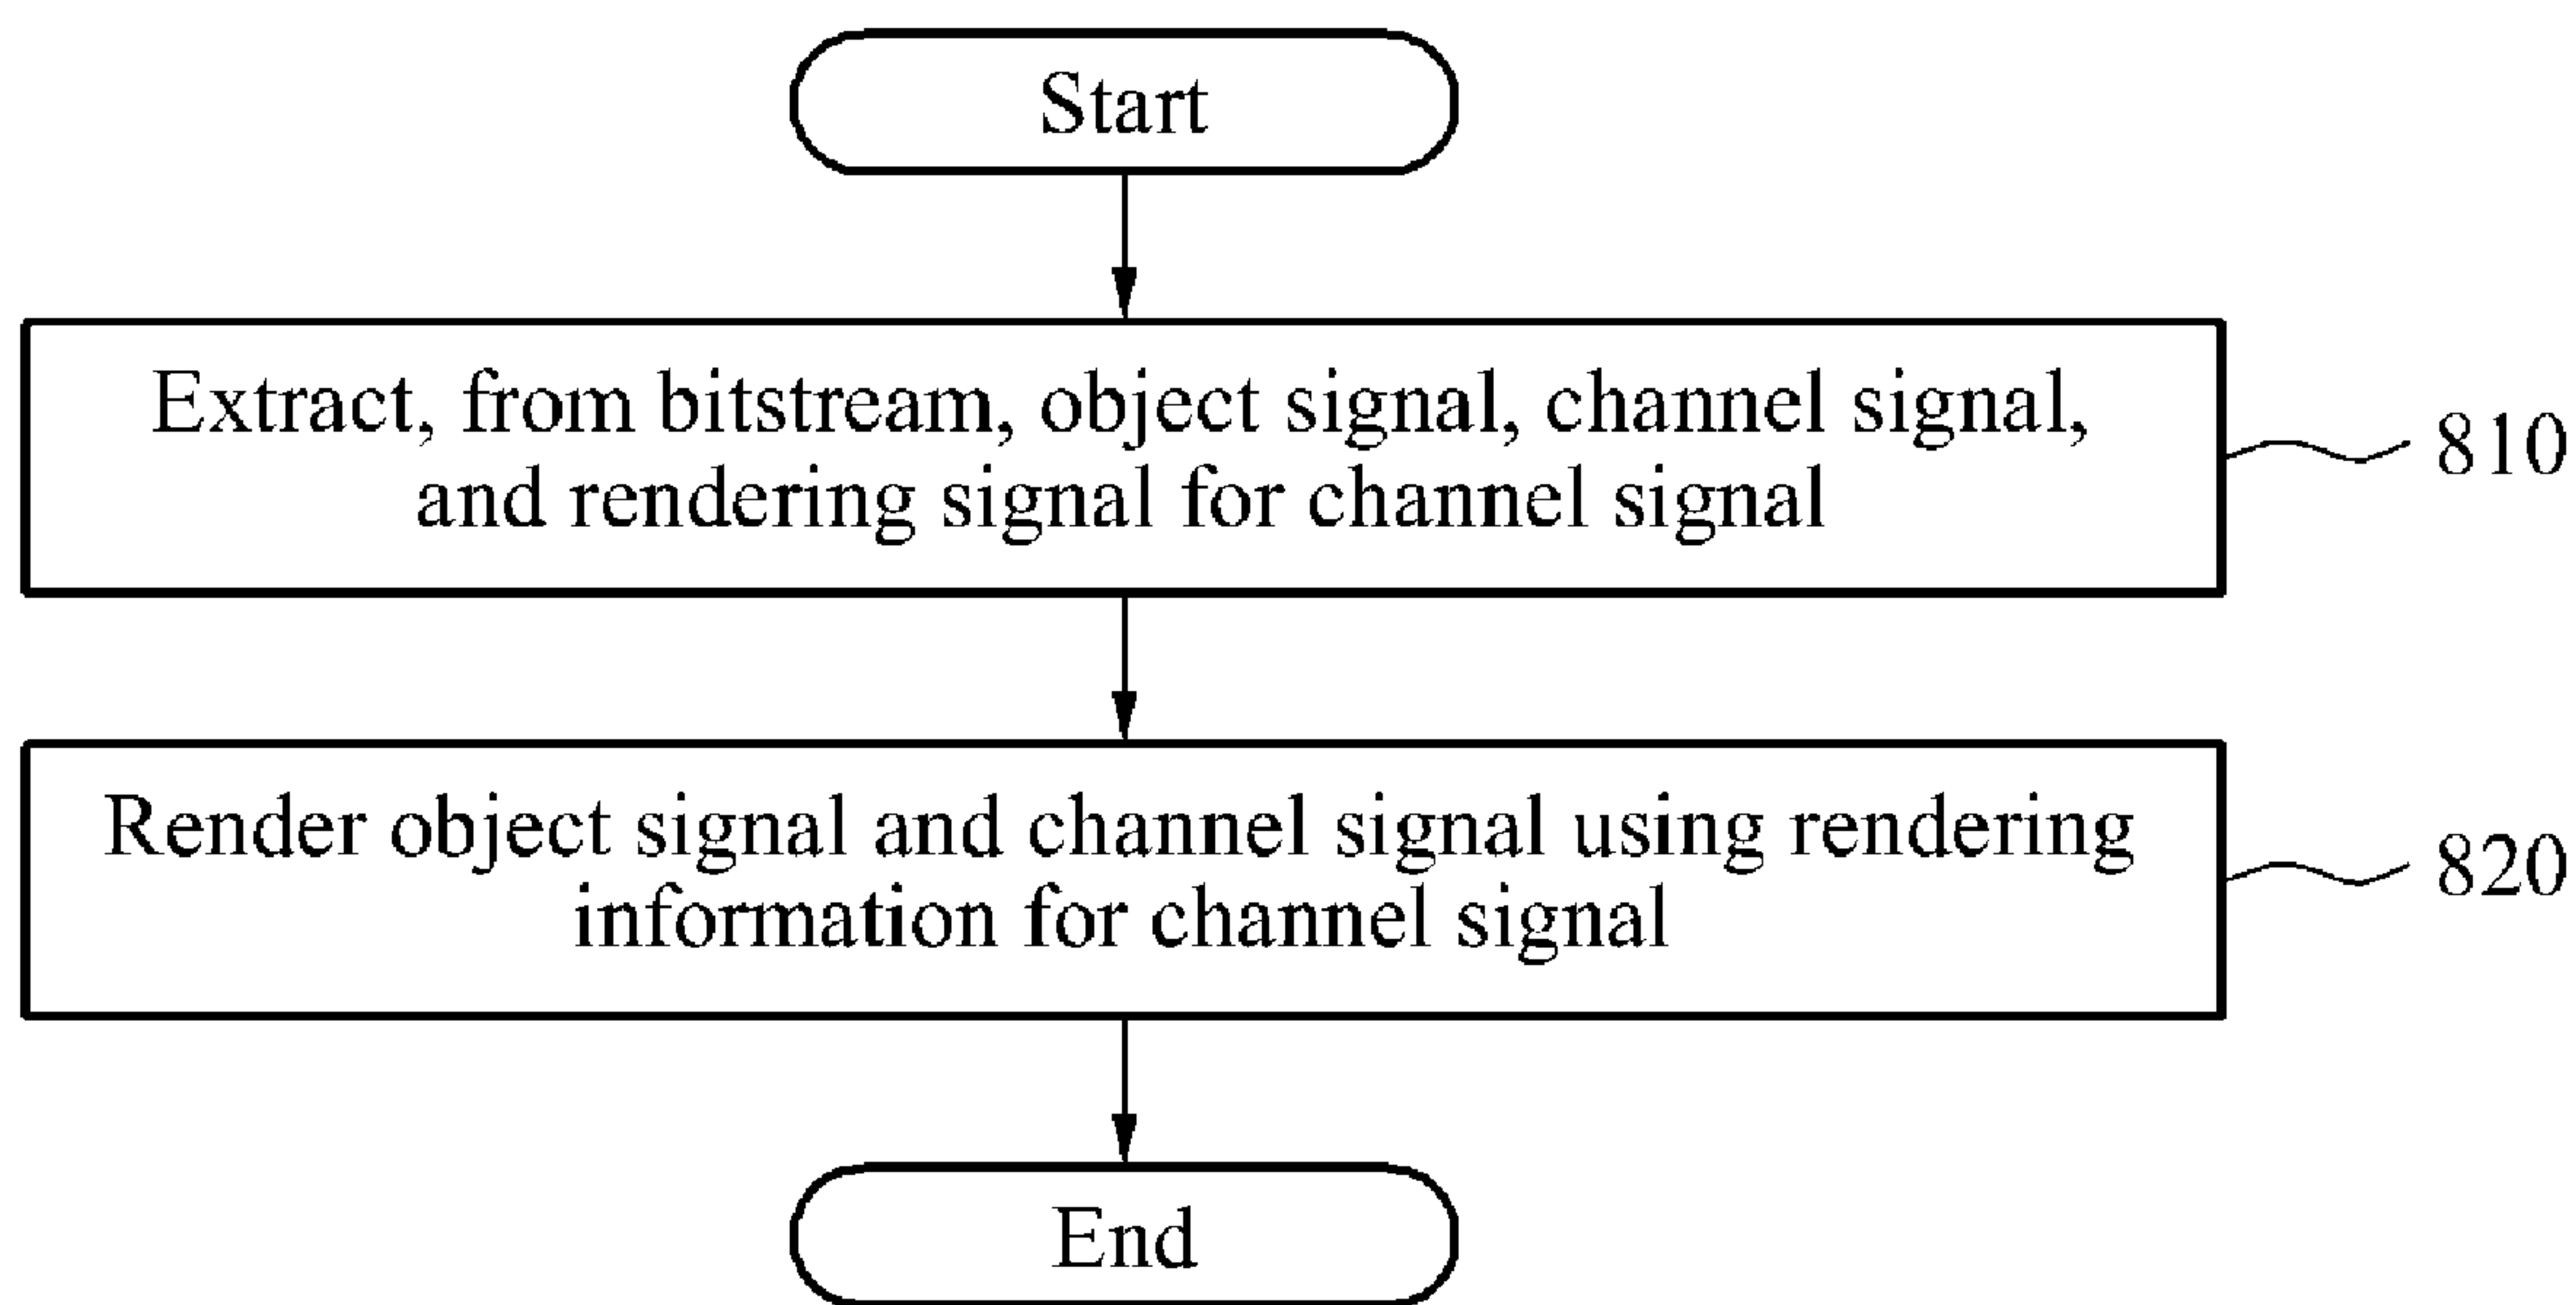 Start
Extract, from bitstream, object signal, channel signal,
and rendering signal for channel signal
810
Render object signal and channel signal using rendering
information for channel signal
820
End